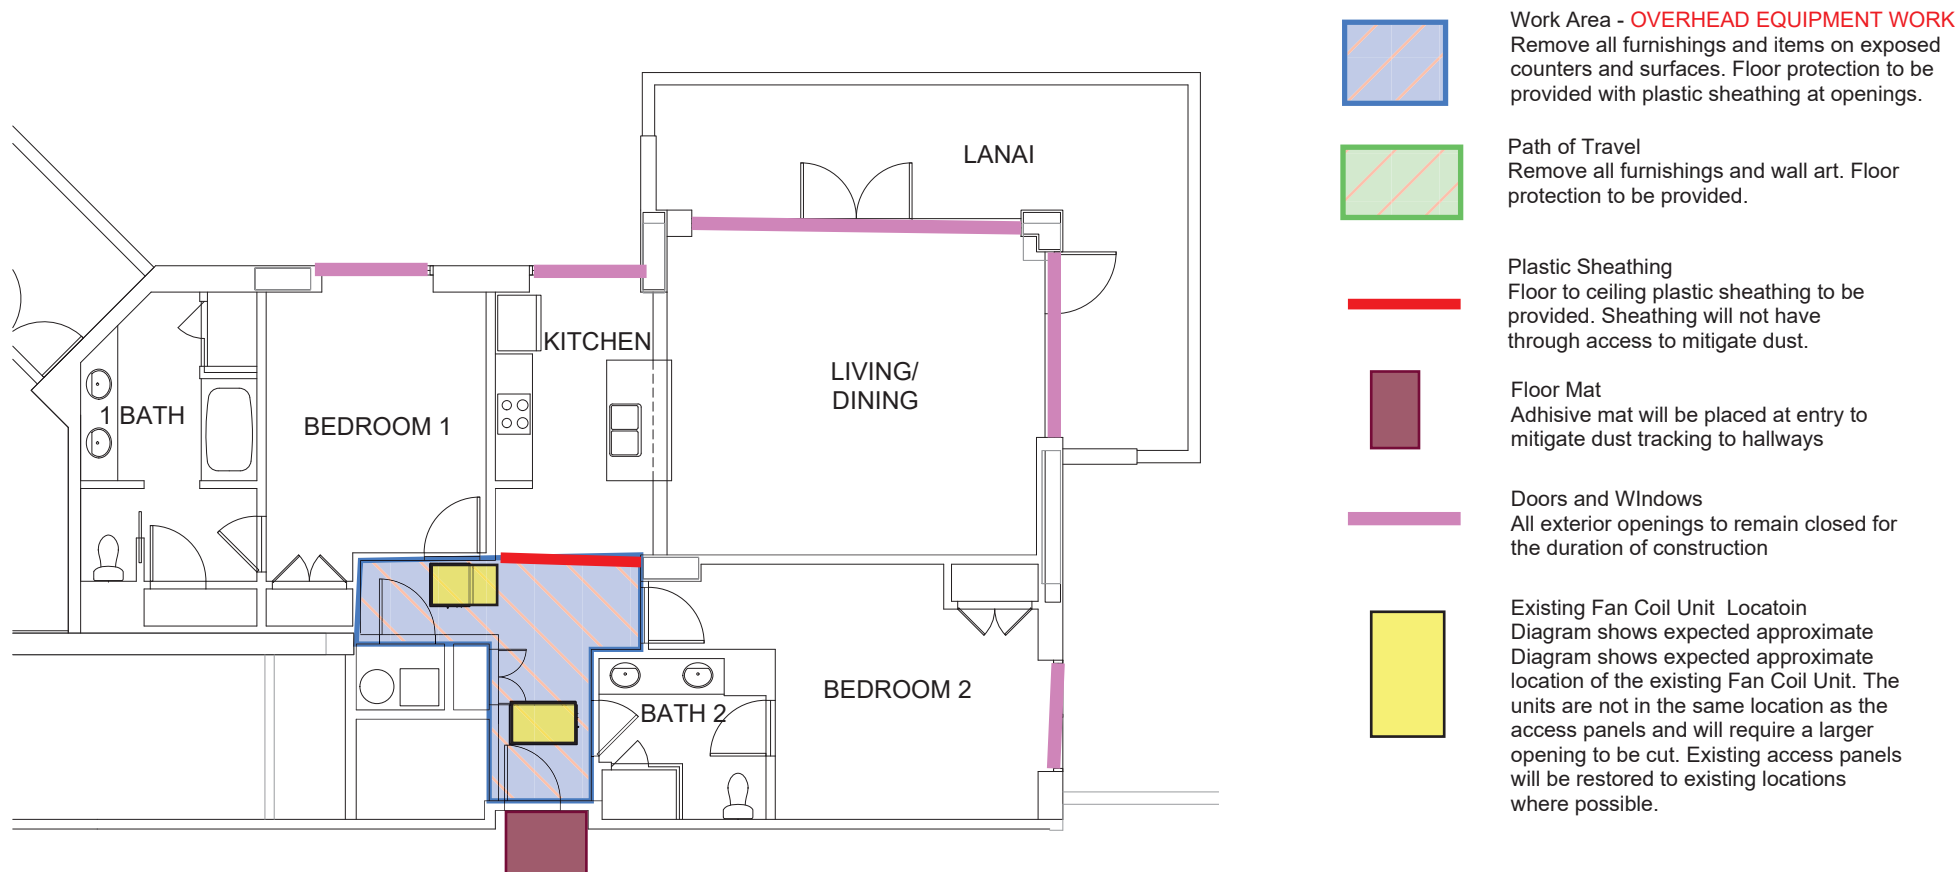 LANAI
KITCHEN
LIVING/
DINING
1 BATH
BEDROOM 1
BEDROOM 2
BATH 2
Work Area - OVERHEAD EQUIPMENT WORK
Remove all furnishings and items on exposed
counters and surfaces. Floor protection to be
provided with plastic sheathing at openings.
Path of Travel
Remove all furnishings and wall art. Floor
protection to be provided.
Plastic Sheathing
Floor to ceiling plastic sheathing to be
provided. Sheathing will not have
through access to mitigate dust.
Floor Mat
Adhisive mat will be placed at entry to
mitigate dust tracking to hallways
Doors and WIndows
All exterior openings to remain closed for
the duration of construction
Existing Fan Coil Unit  Locatoin
Diagram shows expected approximate
Diagram shows expected approximate
location of the existing Fan Coil Unit. The
units are not in the same location as the
access panels and will require a larger
opening to be cut. Existing access panels
will be restored to existing locations
where possible.